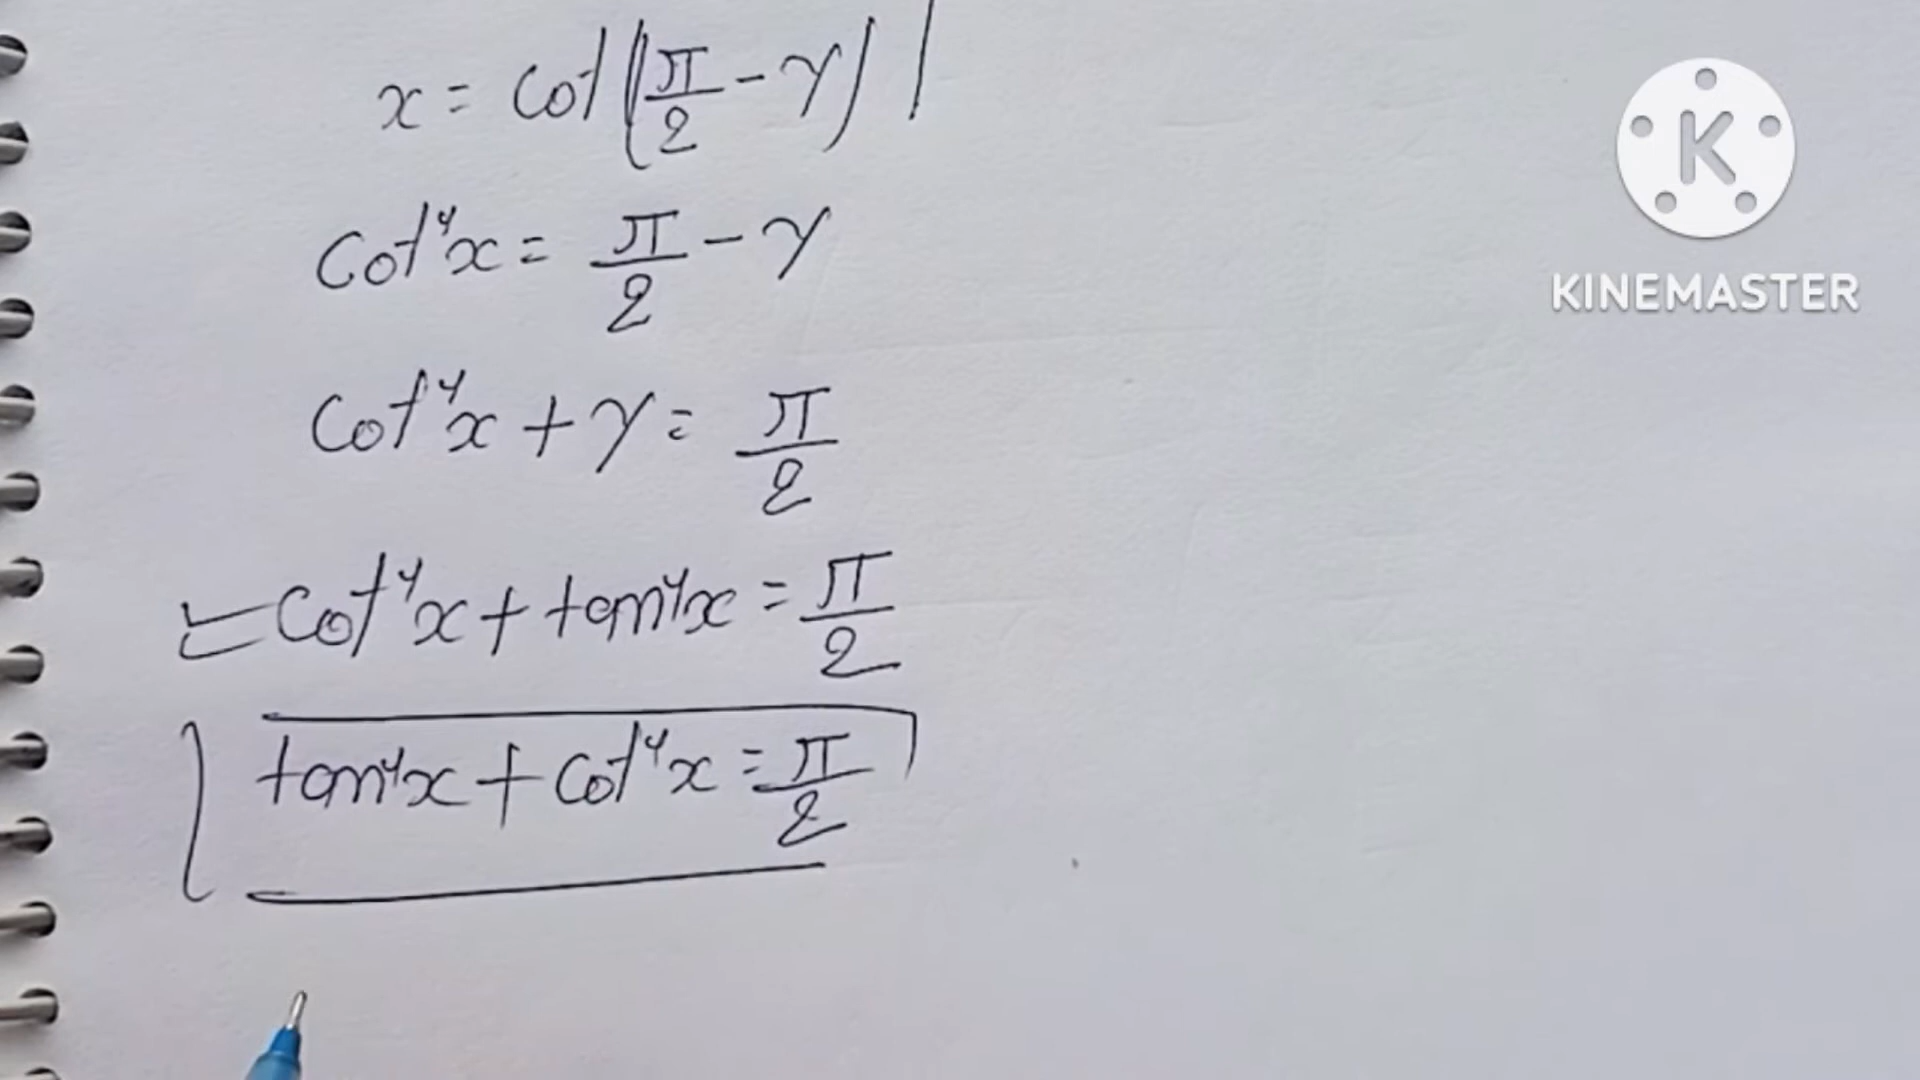 x = cot(π/2 - y)
K
KINEMASTER
cot⁻¹x = π/2 - y
cot⁻¹x + y = π/2
cot⁻¹x + tan⁻¹x = π/2
tan⁻¹x + cot⁻¹x = π/2